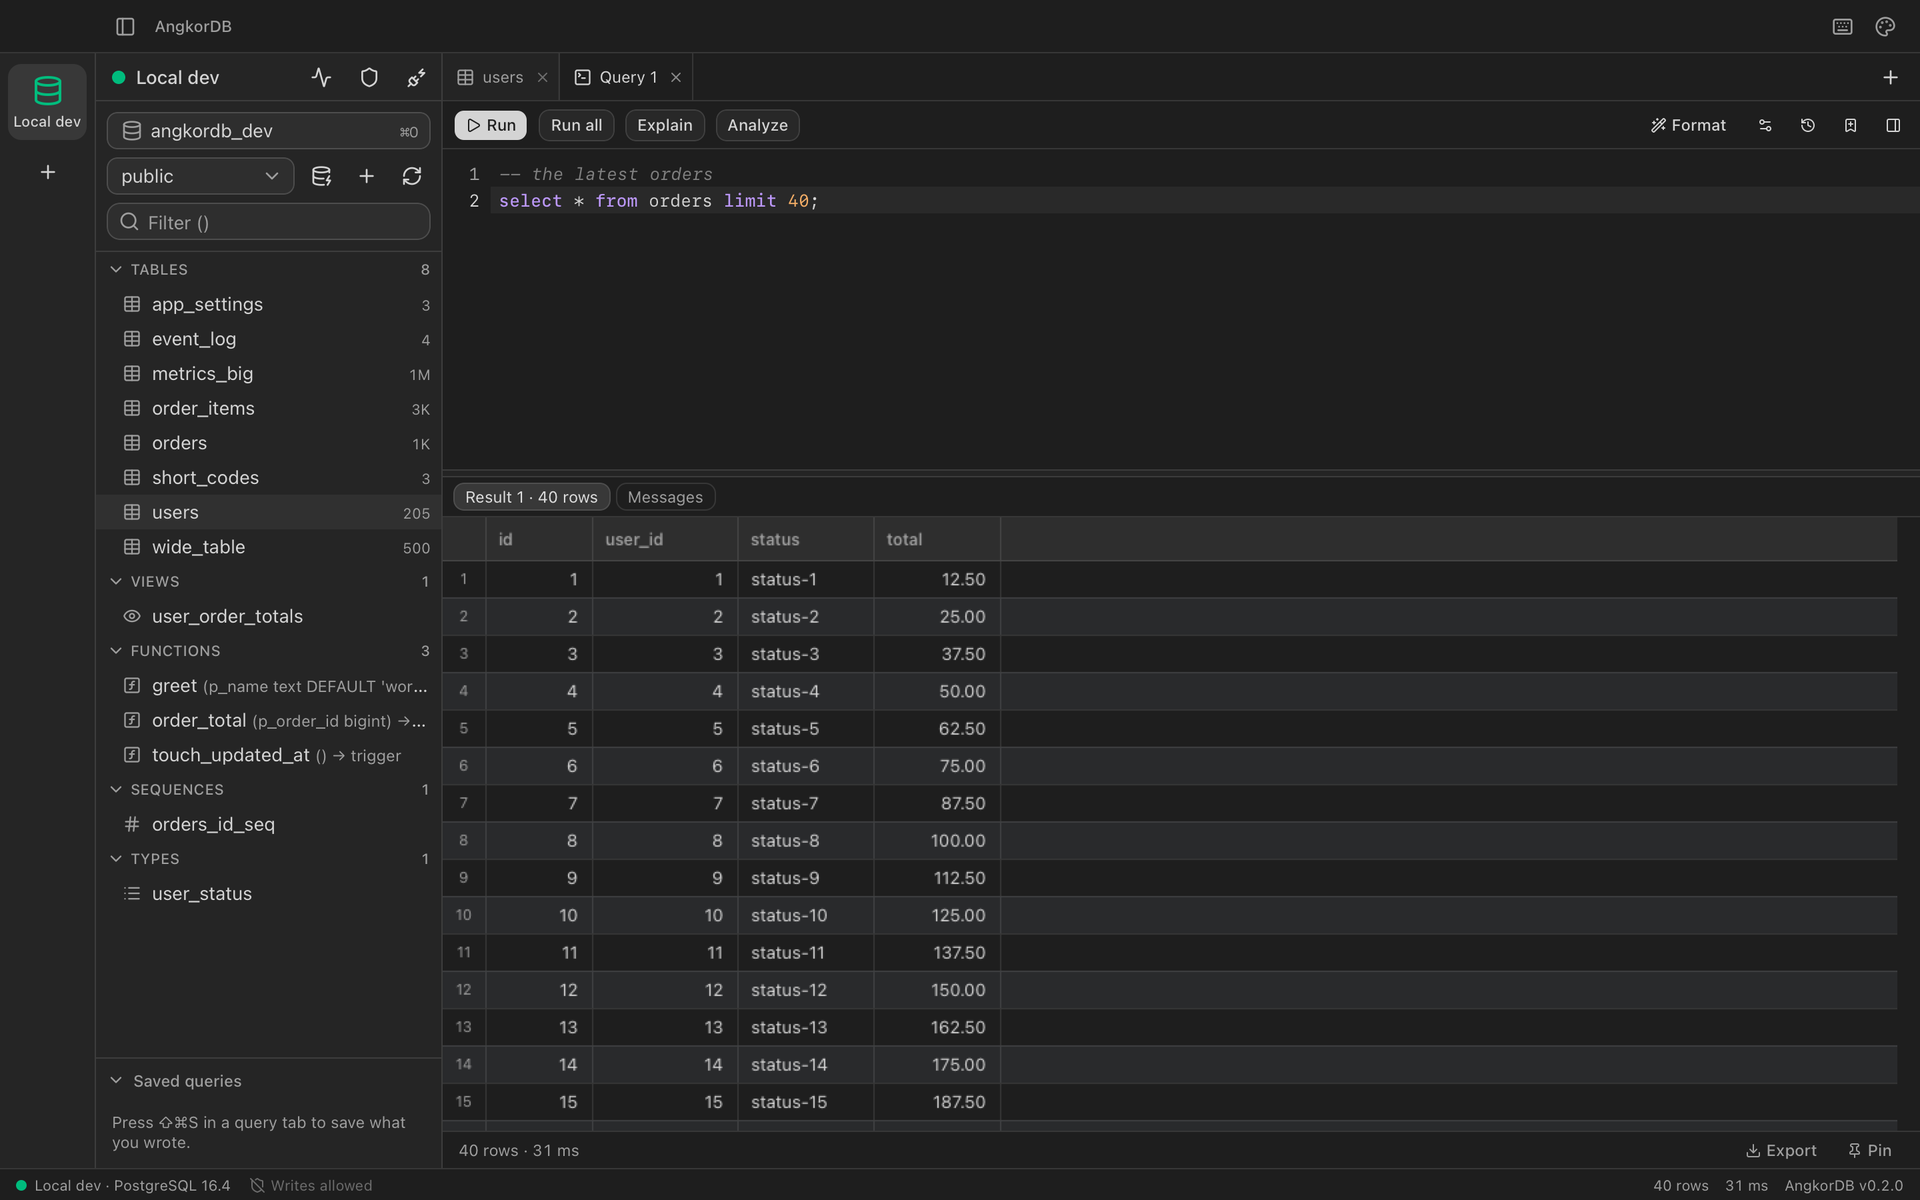 AngkorDB
Local dev
Local dev
angkordb_dev ⌘O
public
Filter ()
TABLES 8
app_settings 3
event_log 4
metrics_big 1M
order_items 3K
orders 1K
short_codes 3
users 205
wide_table 500
VIEWS 1
user_order_totals
FUNCTIONS 3
greet (p_name text DEFAULT 'wor...
order_total (p_order_id bigint) →...
touch_updated_at () → trigger
SEQUENCES 1
orders_id_seq
TYPES 1
user_status
Saved queries
Press ⇧⌘S in a query tab to save what
you wrote.
users Query 1
Run Run all Explain Analyze Format
1 -- the latest orders
2 select * from orders limit 40;
Result 1 · 40 rows Messages
id user_id status total
1 1 1 status-1 12.50
2 2 2 status-2 25.00
3 3 3 status-3 37.50
4 4 4 status-4 50.00
5 5 5 status-5 62.50
6 6 6 status-6 75.00
7 7 7 status-7 87.50
8 8 8 status-8 100.00
9 9 9 status-9 112.50
10 10 10 status-10 125.00
11 11 11 status-11 137.50
12 12 12 status-12 150.00
13 13 13 status-13 162.50
14 14 14 status-14 175.00
15 15 15 status-15 187.50
40 rows · 31 ms Export Pin
Local dev · PostgreSQL 16.4 Writes allowed 40 rows 31 ms AngkorDB v0.2.0